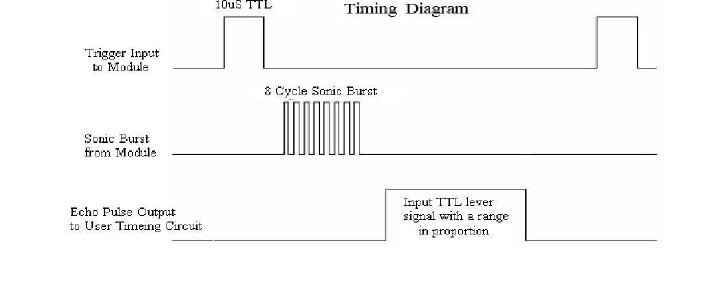 10uS TTL
Timing Diagram
Trigger Input
to Module
8 Cycle Sonic Burst
Sonic Burst
from Module
Input TTL lever
signal with a range
in proportion
Echo Pulse Output
to User Timeing Circuit